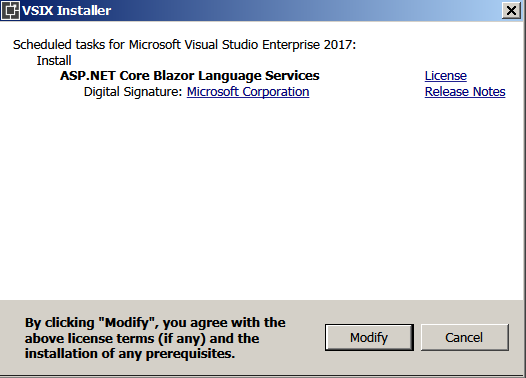 VSIX Installer
Scheduled tasks for Microsoft Visual Studio Enterprise 2017:
Install
ASP.NET Core Blazor Language Services License
Digital Signature: Microsoft Corporation Release Notes
By clicking "Modify", you agree with the
above license terms (if any) and the
installation of any prerequisites.
Modify Cancel